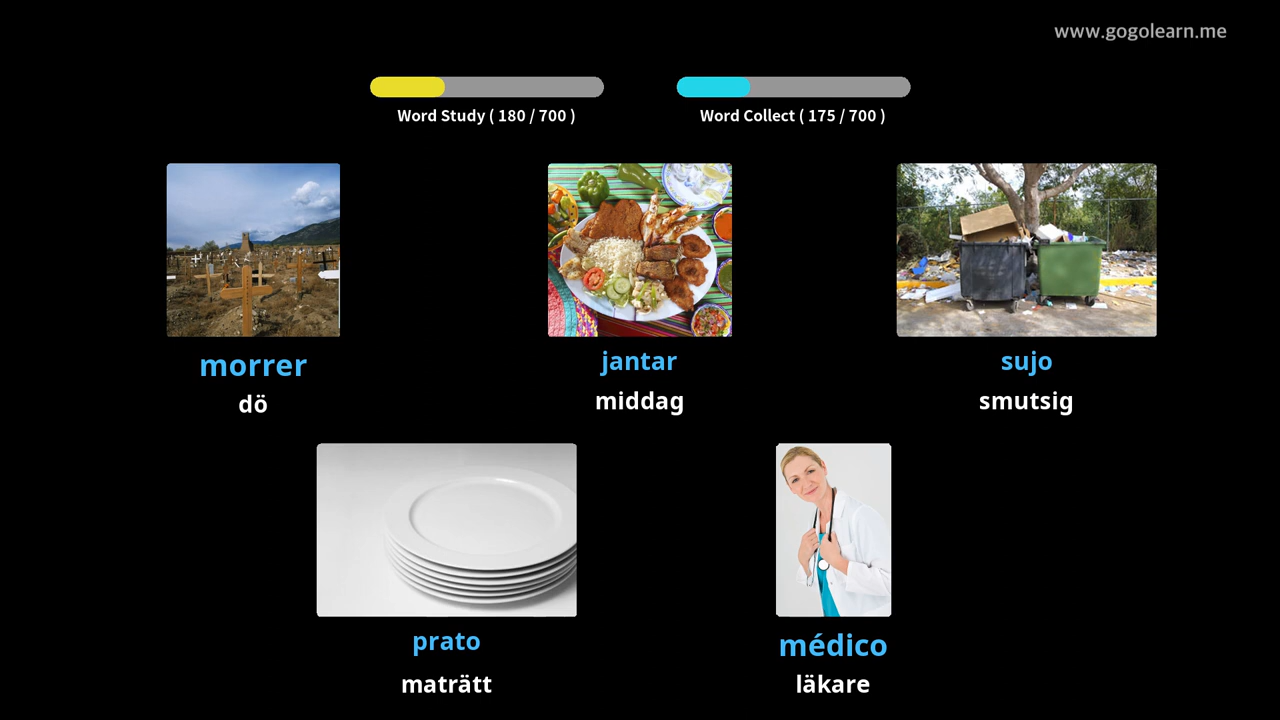 www.gogolearn.me
Word Study ( 180 / 700 )
Word Collect ( 175 / 700 )
morrer
dö
jantar
middag
sujo
smutsig
prato
maträtt
médico
läkare